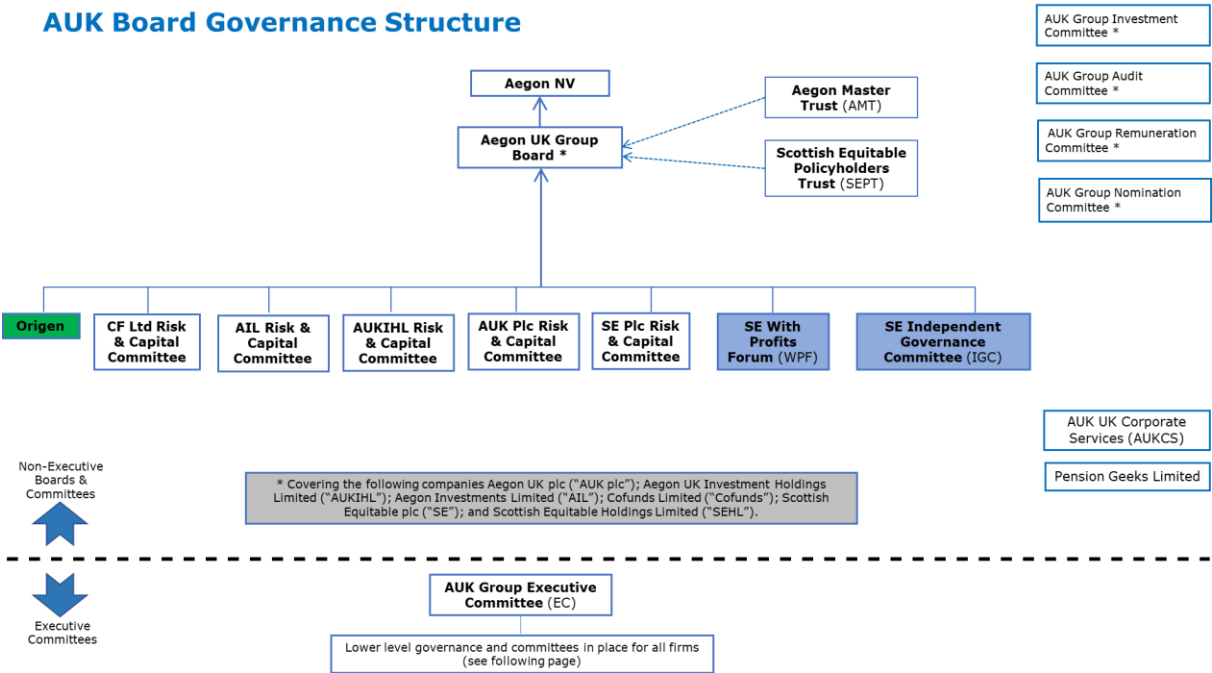 AUK Board Governance Structure
AUK Group Investment
Committee *
Aegon NV
AUK Group Audit
Committee *
Aegon Master
Trust (AMT)
Aegon UK Group
Board *
AUK Group Remuneration
Committee *
Scottish Equitable
Policyholders
Trust (SEPT)
AUK Group Nomination
Committee *
Origen
CF Ltd Risk
& Capital
Committee
AIL Risk &
Capital
Committee
AUKIHL Risk
& Capital
Committee
AUK Plc Risk
& Capital
Committee
SE Plc Risk
& Capital
Committee
SE With
Profits
Forum (WPF)
SE Independent
Governance
Committee (IGC)
AUK UK Corporate
Services (AUKCS)
Pension Geeks Limited
Non-Executive
Boards &
Committees
* Covering the following companies Aegon UK plc ("AUK plc"); Aegon UK Investment Holdings
Limited ("AUKIHL"); Aegon Investments Limited ("AIL"); Cofunds Limited ("Cofunds"); Scottish
Equitable plc ("SE"); and Scottish Equitable Holdings Limited ("SEHL").
Executive
Committees
AUK Group Executive
Committee (EC)
Lower level governance and committees in place for all firms
(see following page)